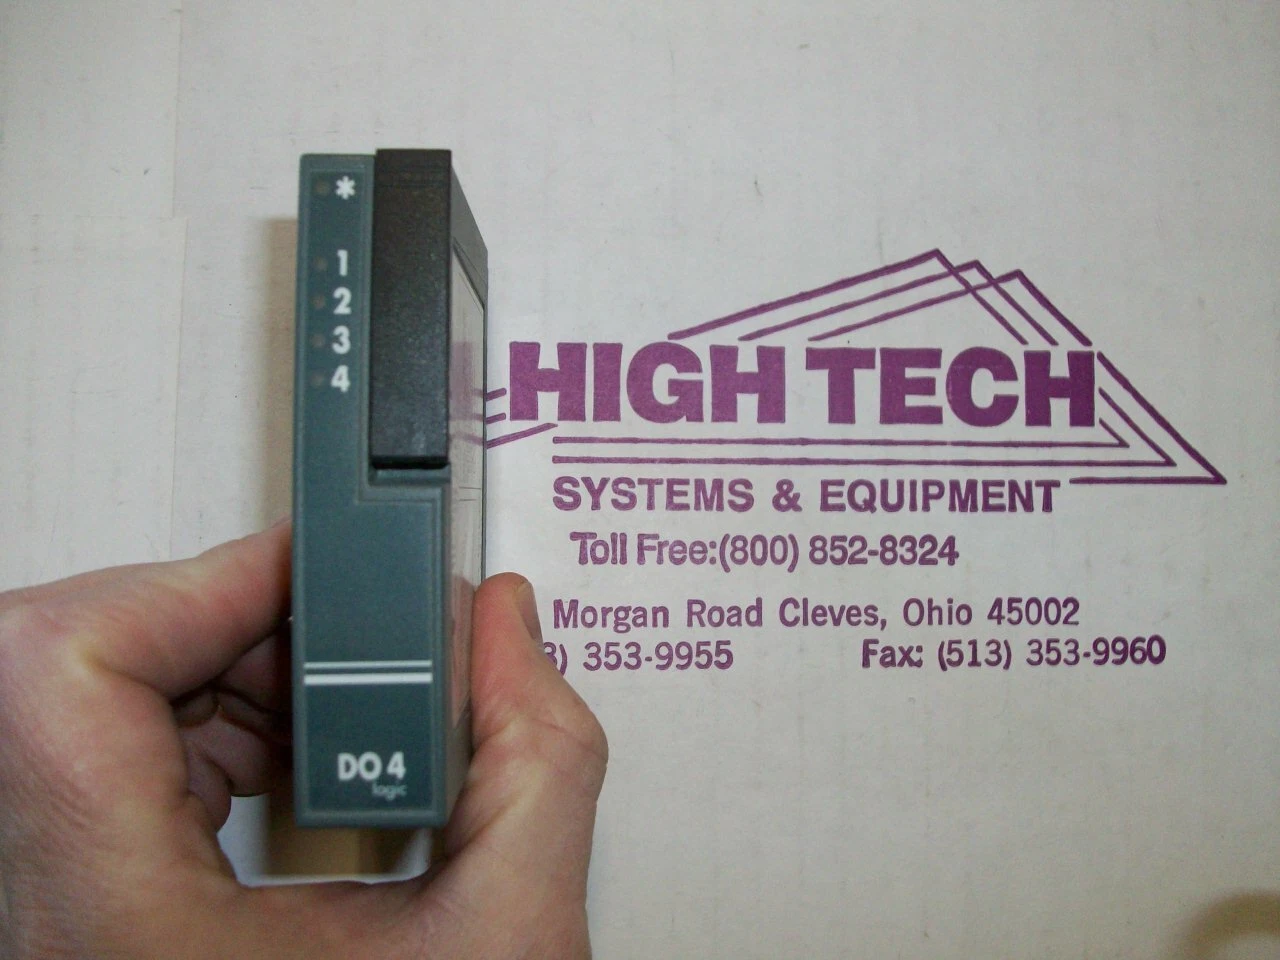 *
1
2
3
4
DO 4
logic
HIGH TECH
SYSTEMS & EQUIPMENT
Toll Free:(800) 852-8324
Morgan Road Cleves, Ohio 45002
3) 353-9955 Fax: (513) 353-9960